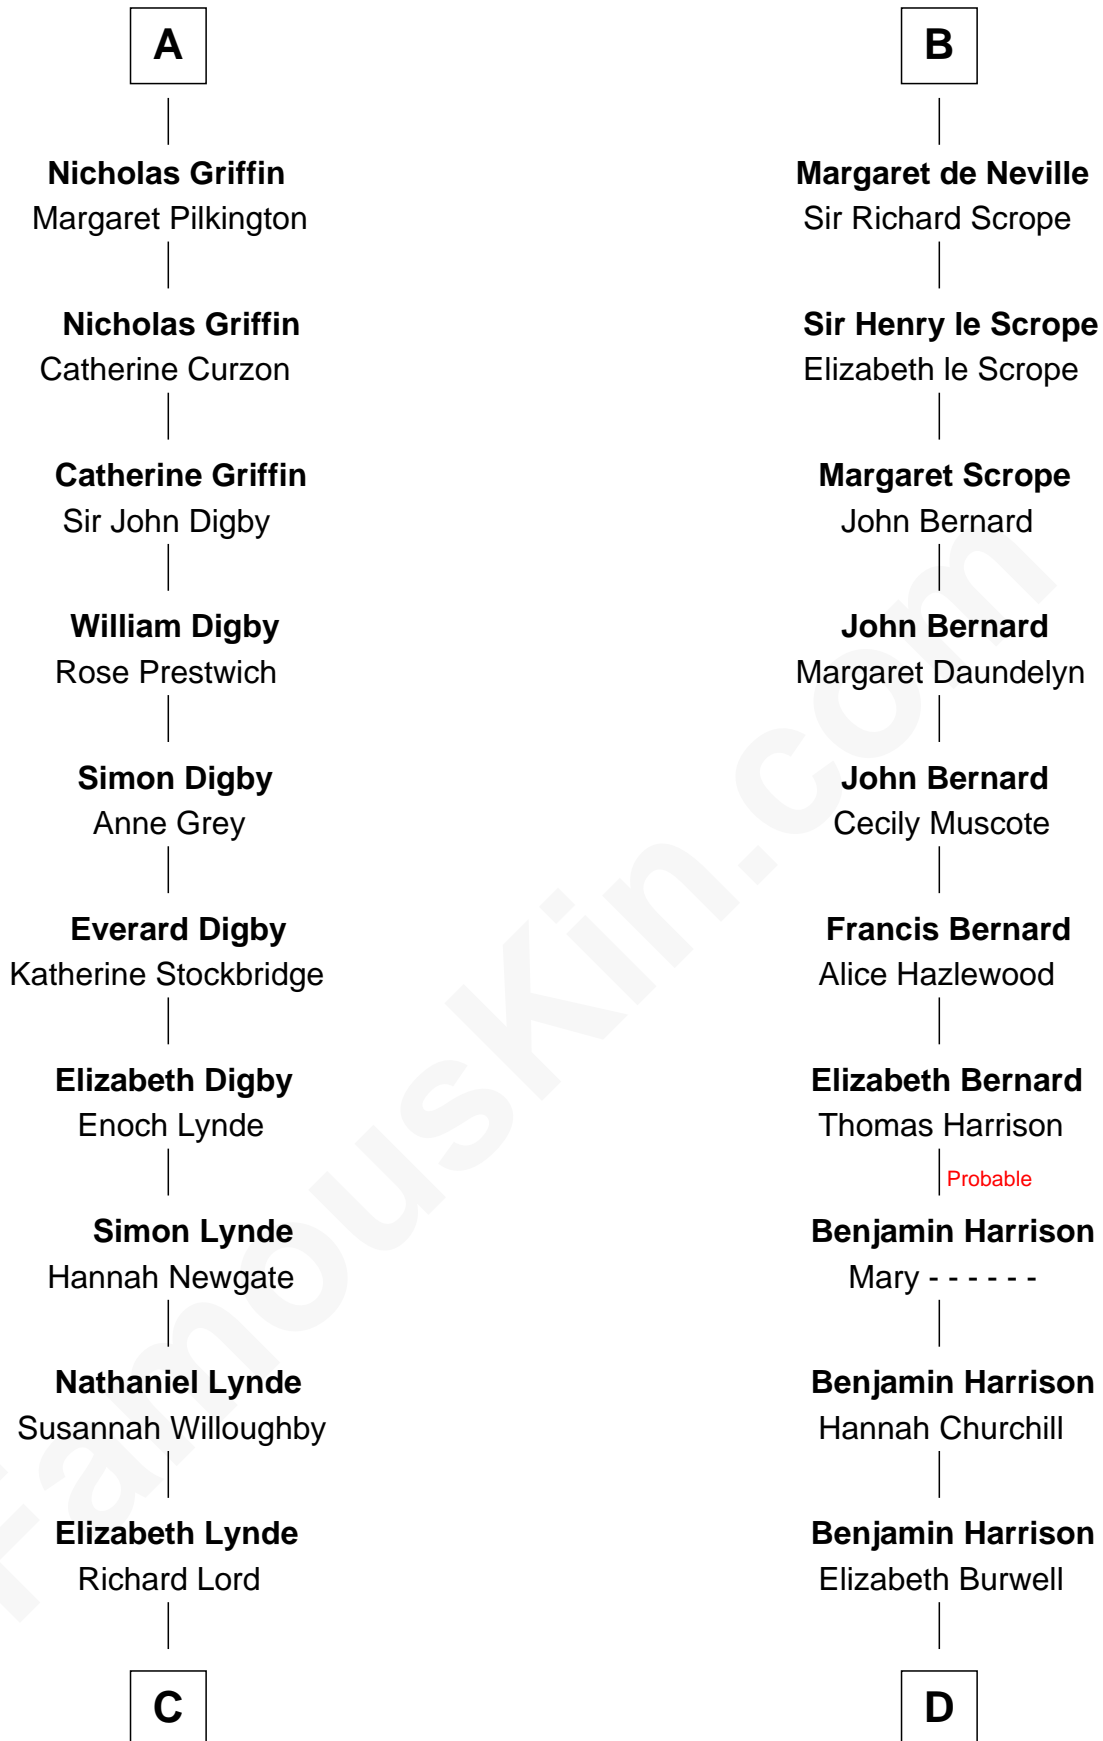 A
Nicholas Griffin
Margaret Pilkington
Nicholas Griffin
Catherine Curzon
Catherine Griffin
Sir John Digby
William Digby
Rose Prestwich
Simon Digby
Anne Grey
Everard Digby
Katherine Stockbridge
Elizabeth Digby
Enoch Lynde
Simon Lynde
Hannah Newgate
Nathaniel Lynde
Susannah Willoughby
Elizabeth Lynde
Richard Lord
C
B
Margaret de Neville
Sir Richard Scrope
Sir Henry le Scrope
Elizabeth le Scrope
Margaret Scrope
John Bernard
John Bernard
Margaret Daundelyn
John Bernard
Cecily Muscote
Francis Bernard
Alice Hazlewood
Elizabeth Bernard
Thomas Harrison
Probable
Benjamin Harrison
Mary - - - - - -
Benjamin Harrison
Hannah Churchill
Benjamin Harrison
Elizabeth Burwell
D
FamousKin.com